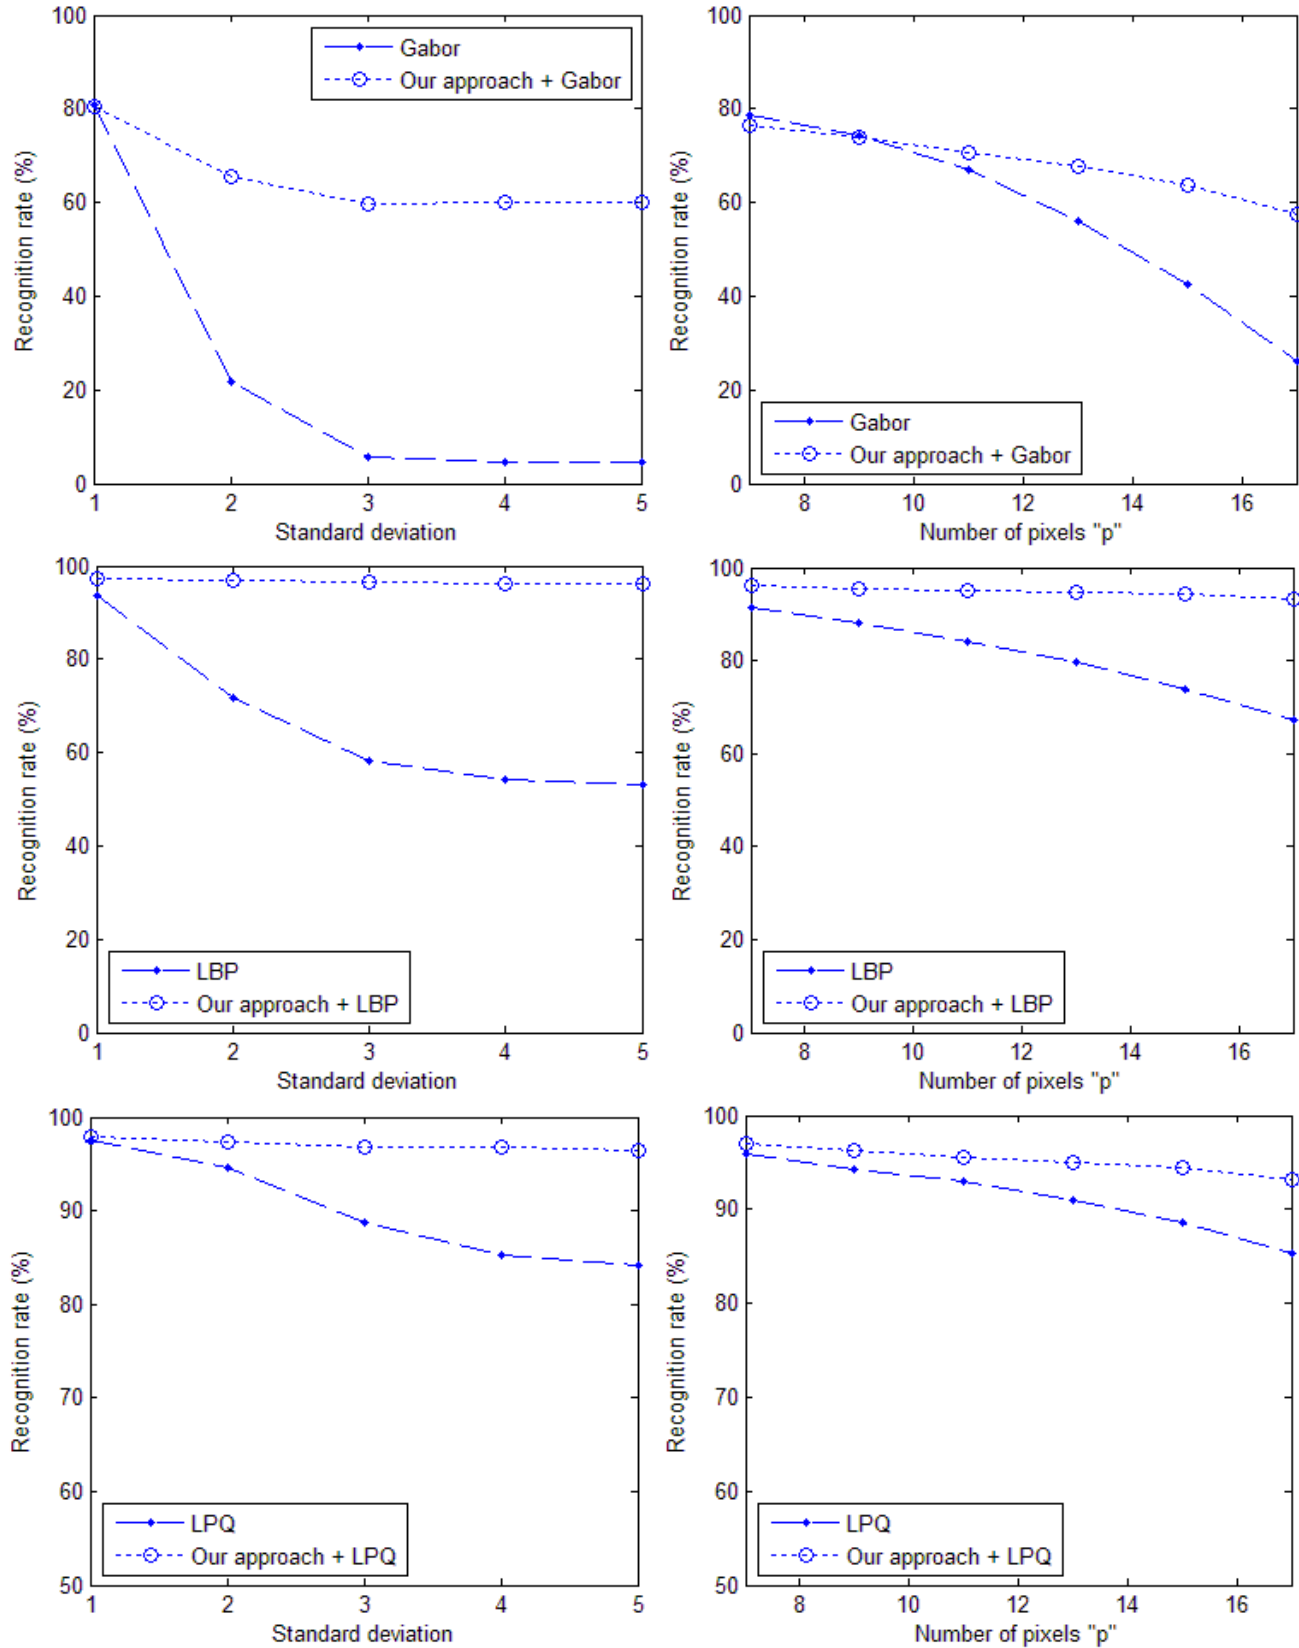 100
80
60
40
20
0
Recognition rate (%)
Gabor
Our approach + Gabor
1 2 3 4 5
Standard deviation
100
80
60
40
20
0
Recognition rate (%)
Gabor
Our approach + Gabor
8 10 12 14 16
Number of pixels "p"
100
80
60
40
20
0
Recognition rate (%)
LBP
Our approach + LBP
1 2 3 4 5
Standard deviation
100
80
60
40
20
0
Recognition rate (%)
LBP
Our approach + LBP
8 10 12 14 16
Number of pixels "p"
100
90
80
70
60
50
Recognition rate (%)
LPQ
Our approach + LPQ
1 2 3 4 5
Standard deviation
100
90
80
70
60
50
Recognition rate (%)
LPQ
Our approach + LPQ
8 10 12 14 16
Number of pixels "p"